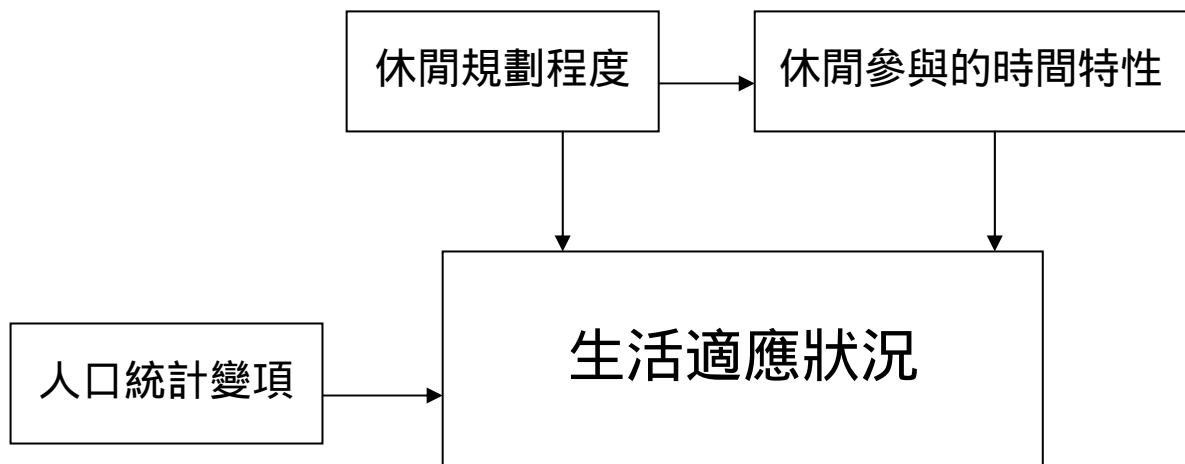 休閒規劃程度
休閒參與的時間特性
生活適應狀況
人口統計變項